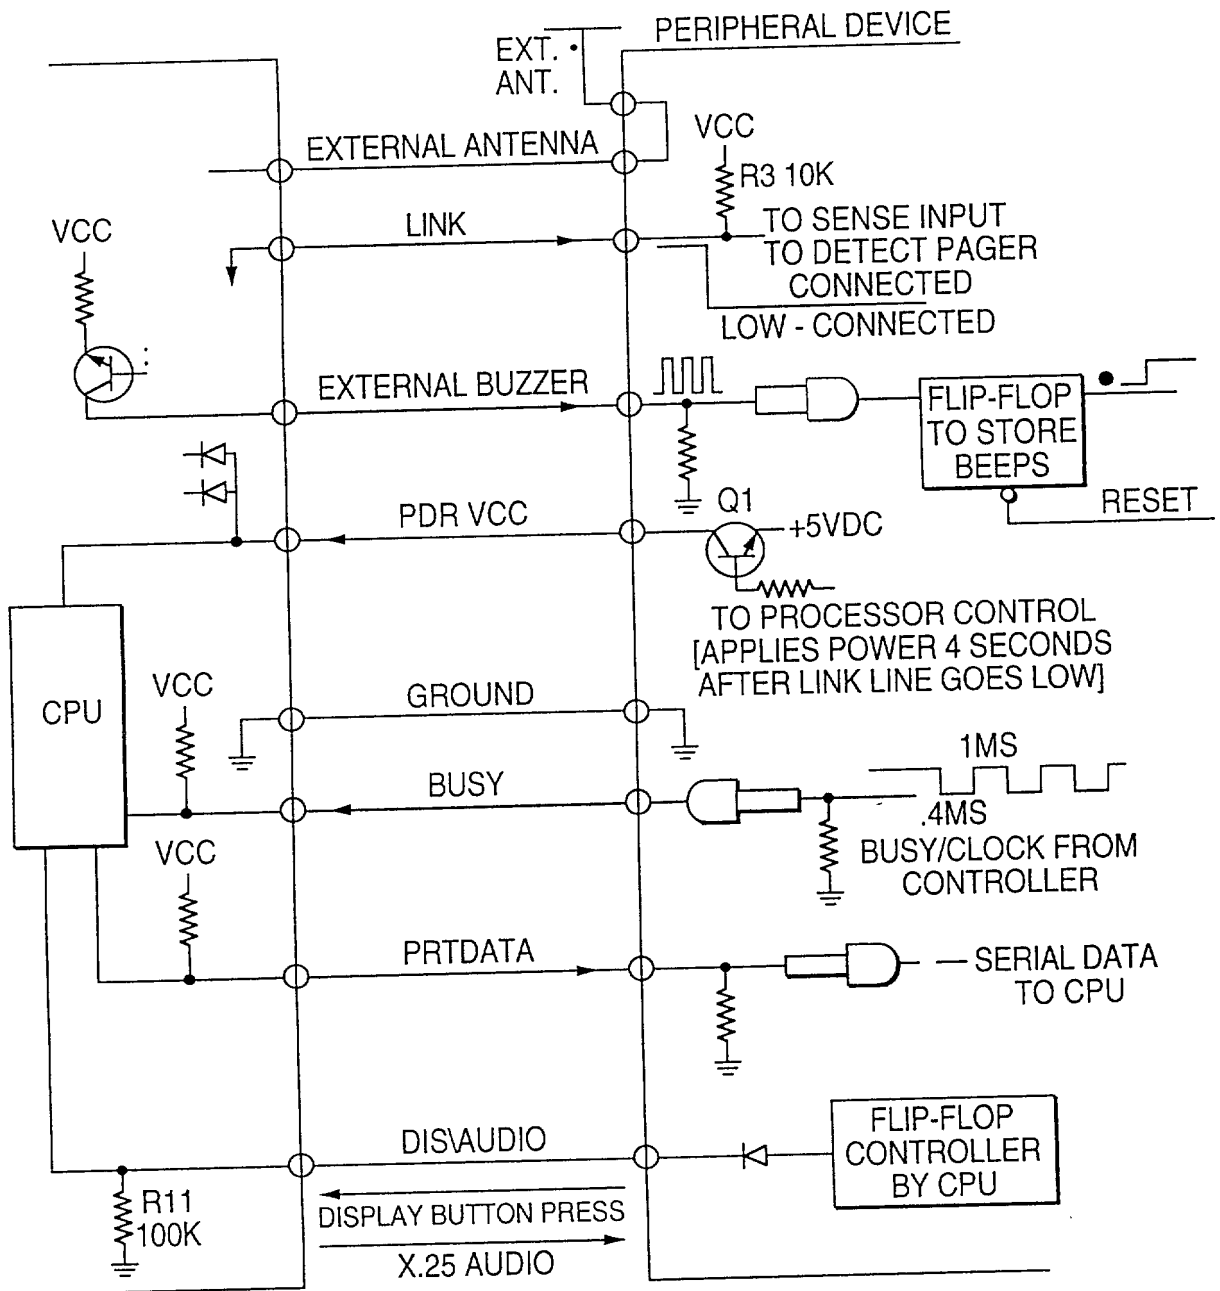 PERIPHERAL DEVICE
EXT.
ANT.
EXTERNAL ANTENNA
VCC
R3 10K
VCC
LINK
TO SENSE INPUT
TO DETECT PAGER
CONNECTED
LOW - CONNECTED
EXTERNAL BUZZER
FLIP-FLOP
TO STORE
BEEPS
RESET
PDR VCC
Q1
+5VDC
TO PROCESSOR CONTROL
[APPLIES POWER 4 SECONDS
AFTER LINK LINE GOES LOW]
CPU
VCC
GROUND
1MS
BUSY
.4MS
BUSY/CLOCK FROM
CONTROLLER
VCC
PRTDATA
SERIAL DATA
TO CPU
DIS\AUDIO
FLIP-FLOP
CONTROLLER
BY CPU
R11
100K
DISPLAY BUTTON PRESS
X.25 AUDIO